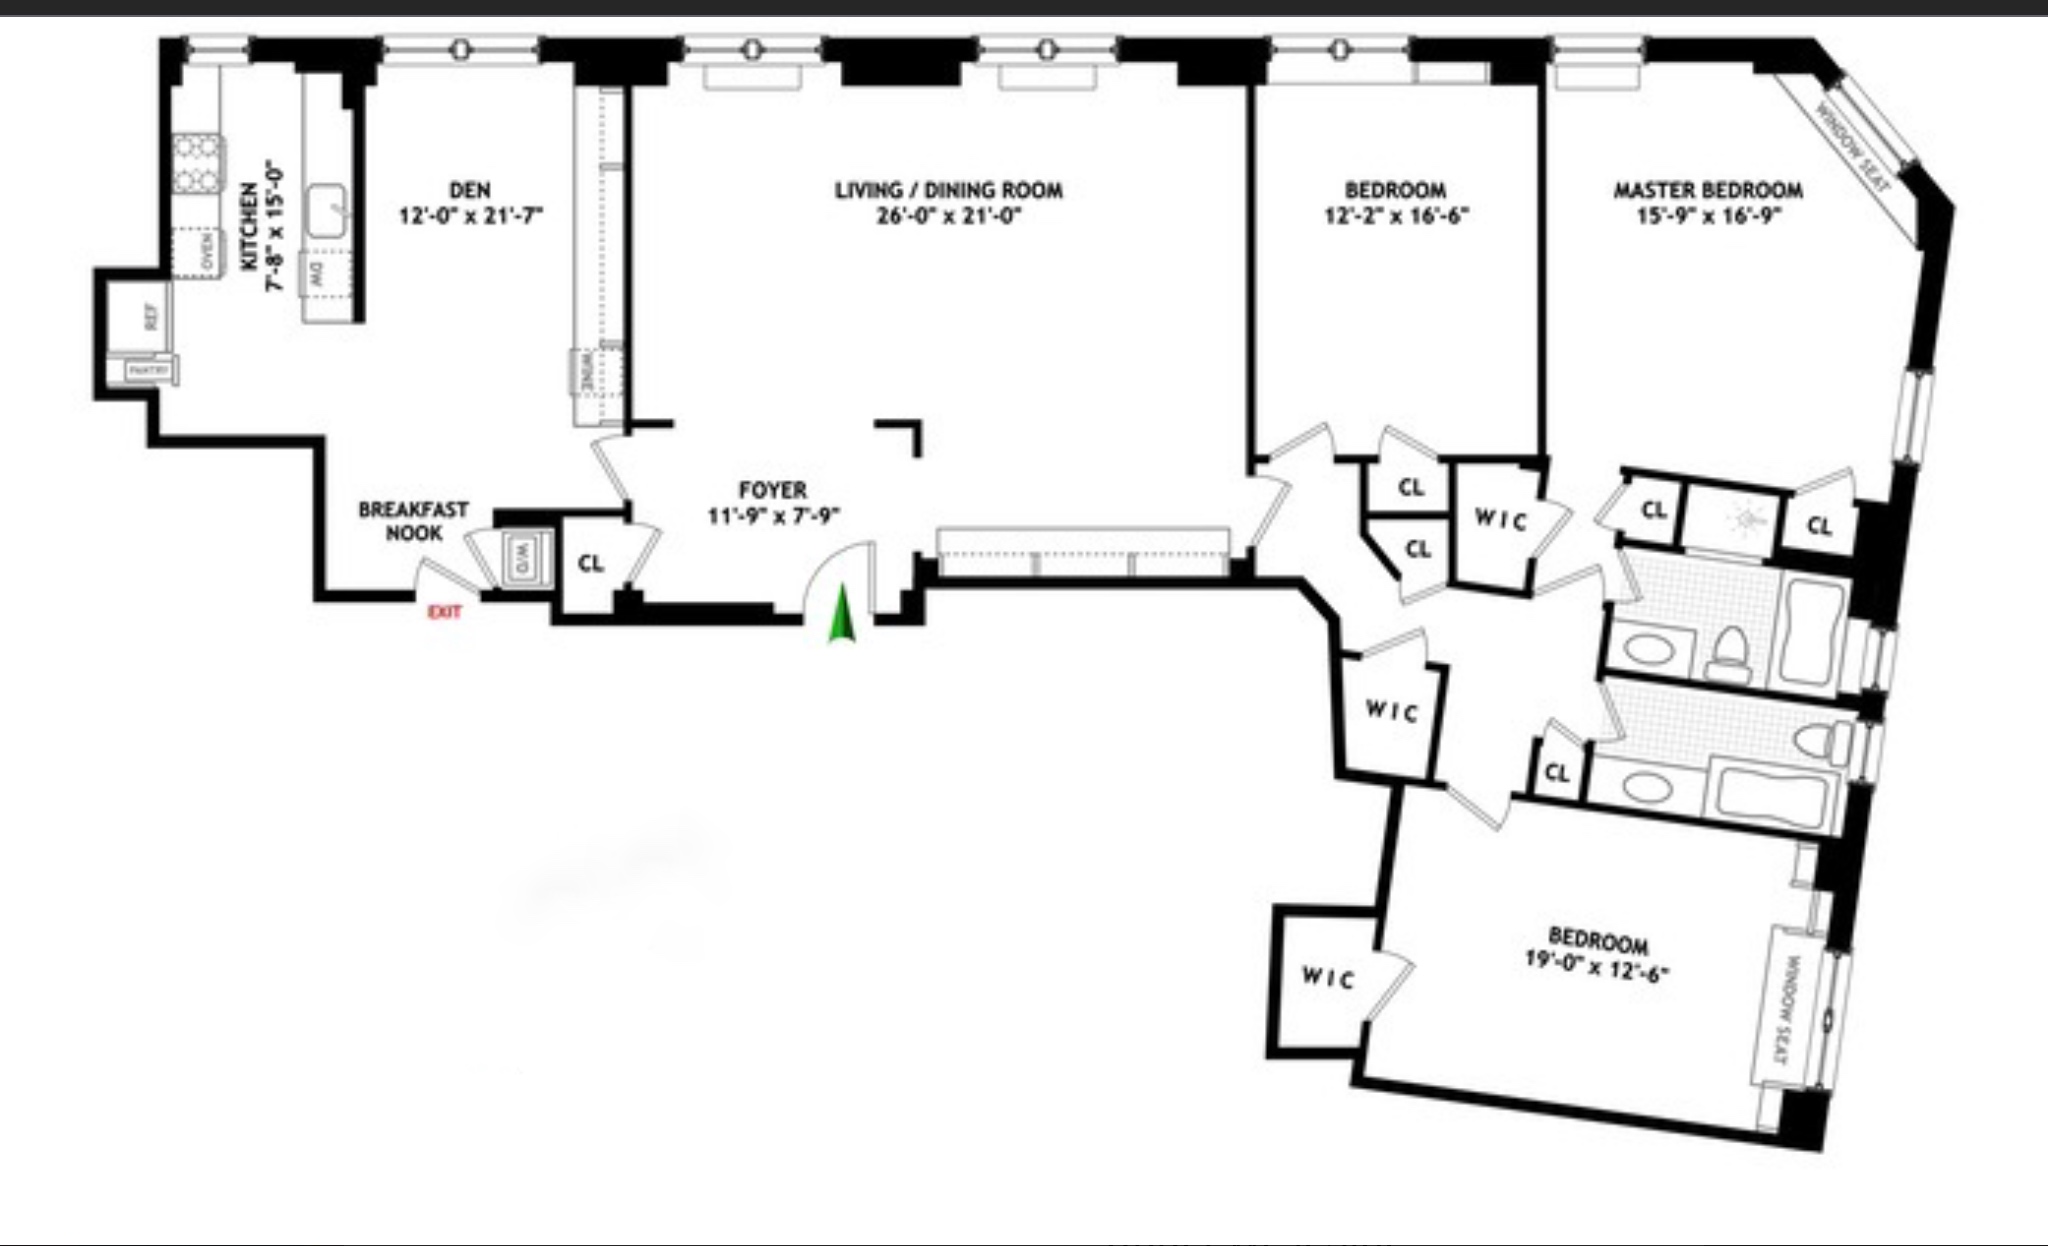 KITCHEN
7'-8" x 15'-0"
OVEN
DW
REF
PANTRY
DEN
12'-0" x 21'-7"
WINE
LIVING / DINING ROOM
26'-0" x 21'-0"
BEDROOM
12'-2" x 16'-6"
MASTER BEDROOM
15'-9" x 16'-9"
WINDOW SEAT
BREAKFAST
NOOK
W/D
EXIT
CL
FOYER
11'-9" x 7'-9"
CL
CL
WIC
CL
CL
WIC
CL
BEDROOM
19'-0" x 12'-6"
WINDOW SEAT
WIC